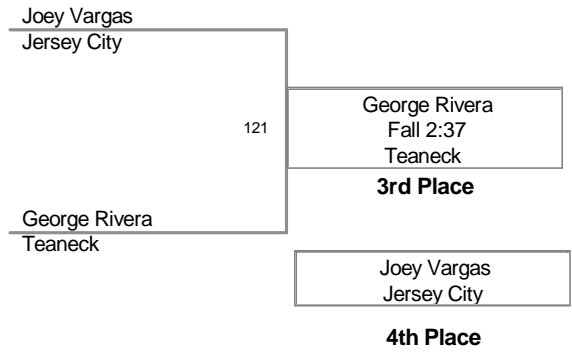 Joey Vargas
Jersey City
121
George Rivera
Fall 2:37
Teaneck
3rd Place
George Rivera
Teaneck
Joey Vargas
Jersey City
4th Place